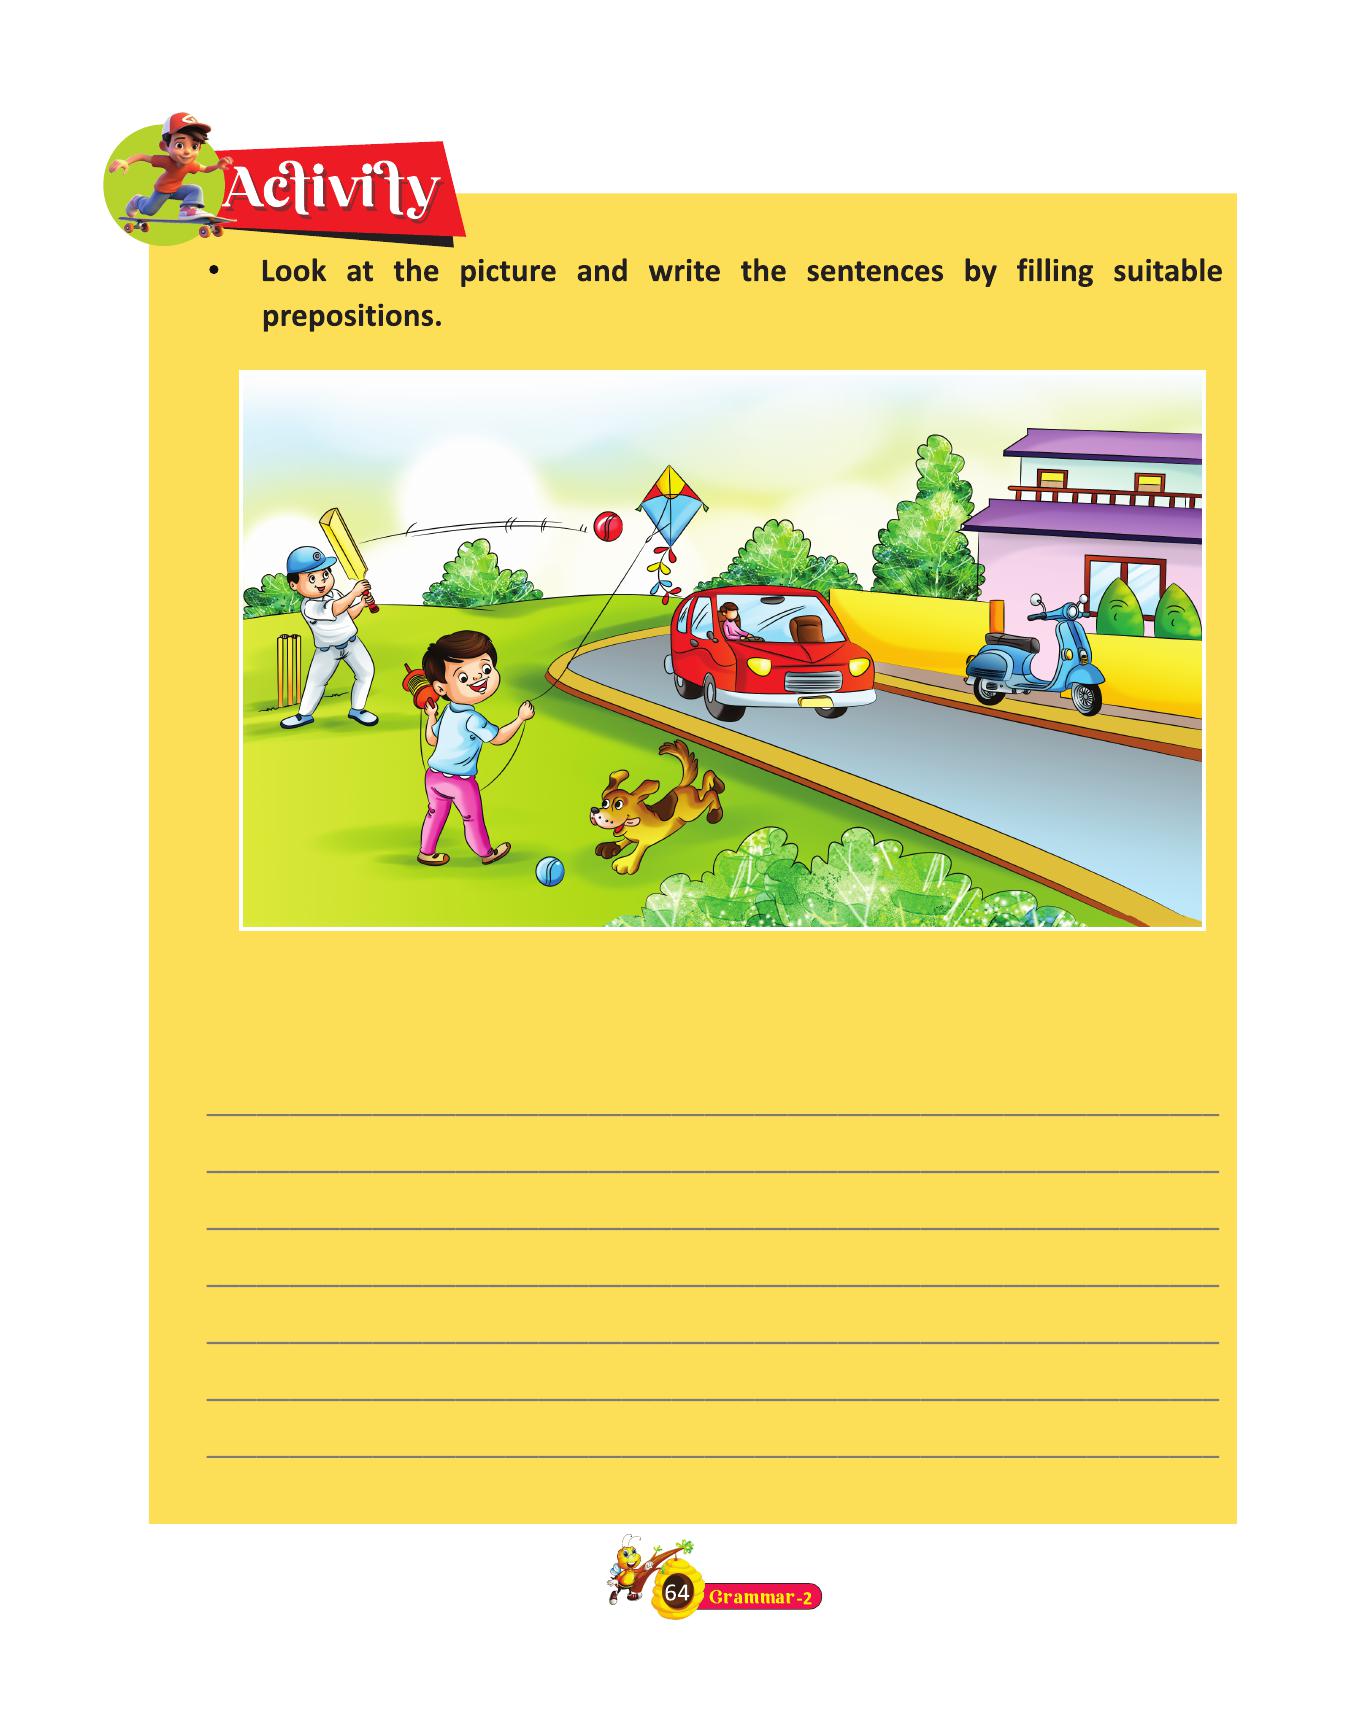 Activity
• Look at the picture and write the sentences by filling suitable
prepositions.
64 Grammar-2